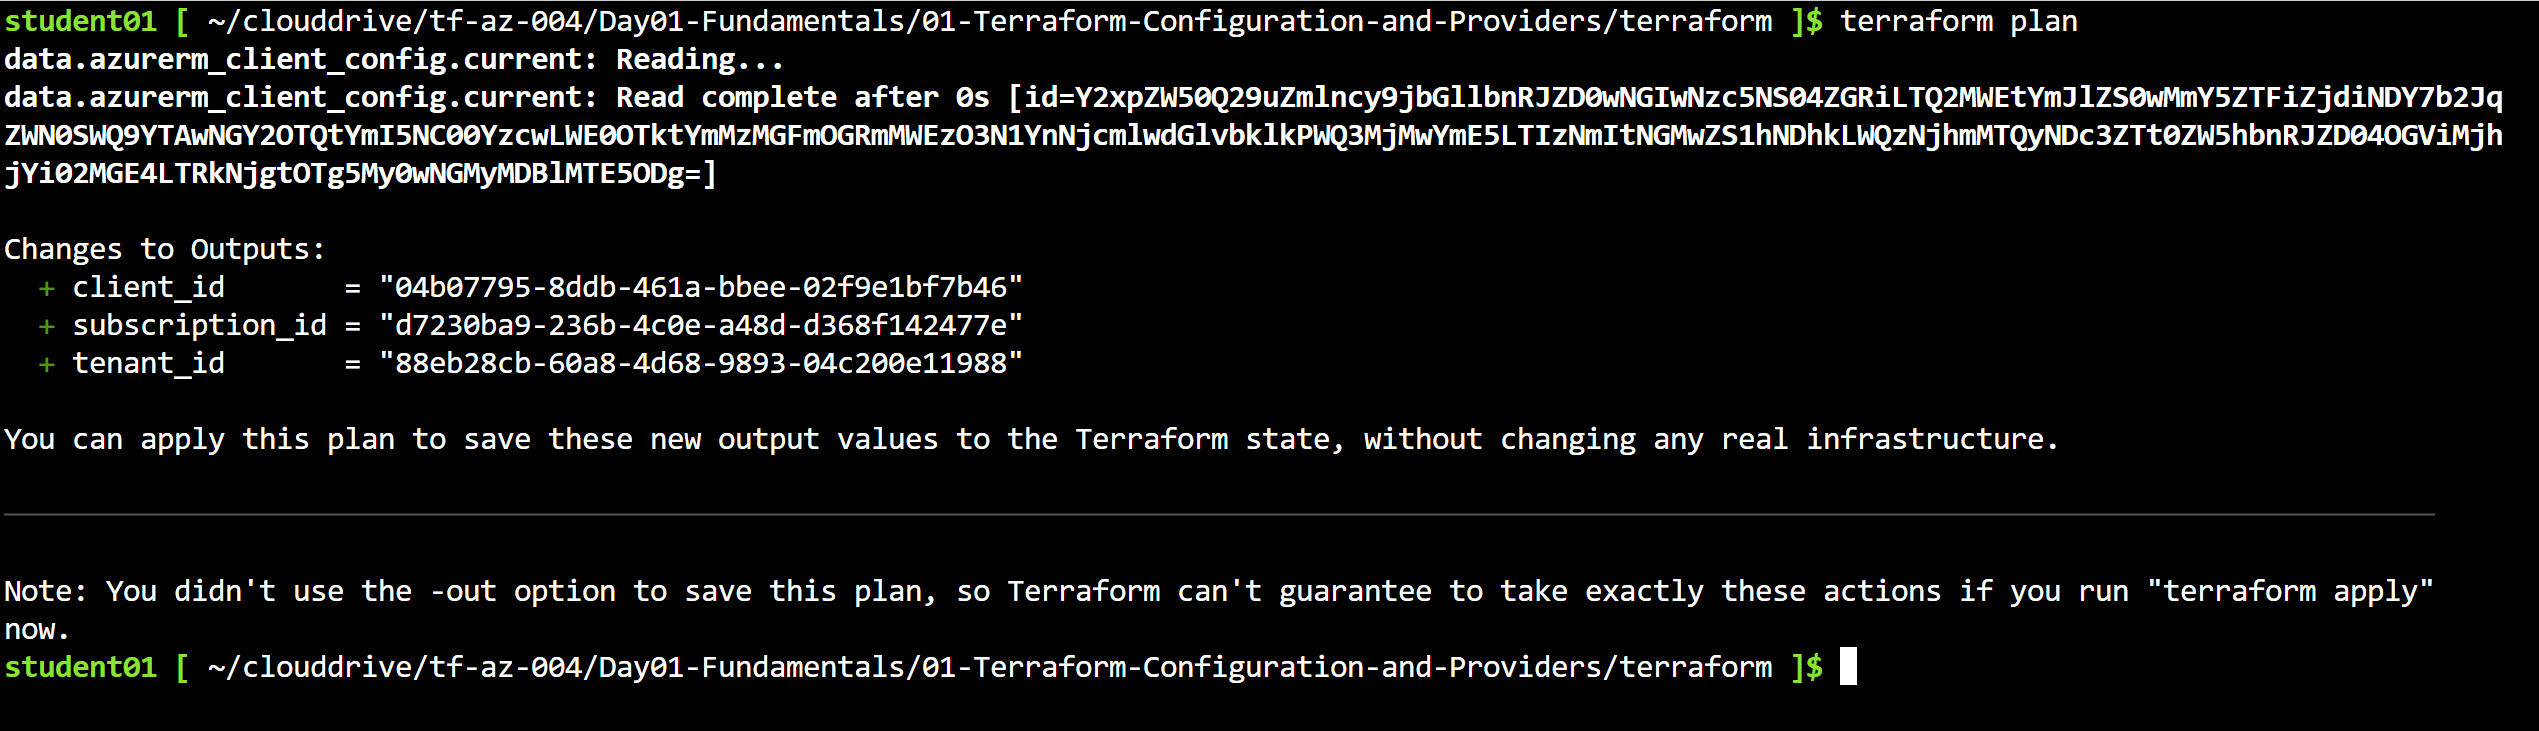 student01 [ ~/clouddrive/tf-az-004/Day01-Fundamentals/01-Terraform-Configuration-and-Providers/terraform ]$ terraform plan
data.azurerm_client_config.current: Reading...
data.azurerm_client_config.current: Read complete after 0s [id=Y2xpZW50Q29uZmlncy9jbGllbnRJZD0wNGIwNzc5NS04ZGRiLTQ2MWEtYmJlZS0wMmY5ZTFiZjdiNDY7b2Jq
ZWN0SWQ9YTAwNGY2OTQtYmI5NC00YzcwLWE0OTktYmMzMGFmOGRmMWEzO3N1YnNjcmlwdGlvbklkPWQ3MjMwYmE5LTIzNmItNGMwZS1hNDhkLWQzNjhmMTQyNDc3ZTt0ZW5hbnRJZD04OGViMjhj
jYi02MGE4LTRkNjgtOTg5My0wNGMyMDBlMTE5ODg=]
Changes to Outputs:
  + client_id       = "04b07795-8ddb-461a-bbee-02f9e1bf7b46"
  + subscription_id = "d7230ba9-236b-4c0e-a48d-d368f142477e"
  + tenant_id       = "88eb28cb-60a8-4d68-9893-04c200e11988"
You can apply this plan to save these new output values to the Terraform state, without changing any real infrastructure.
Note: You didn't use the -out option to save this plan, so Terraform can't guarantee to take exactly these actions if you run "terraform apply"
now.
student01 [ ~/clouddrive/tf-az-004/Day01-Fundamentals/01-Terraform-Configuration-and-Providers/terraform ]$